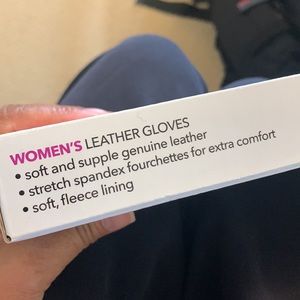 WOMEN'S LEATHER GLOVES
• soft and supple genuine leather
• stretch spandex fourchettes for extra comfort
• soft, fleece lining